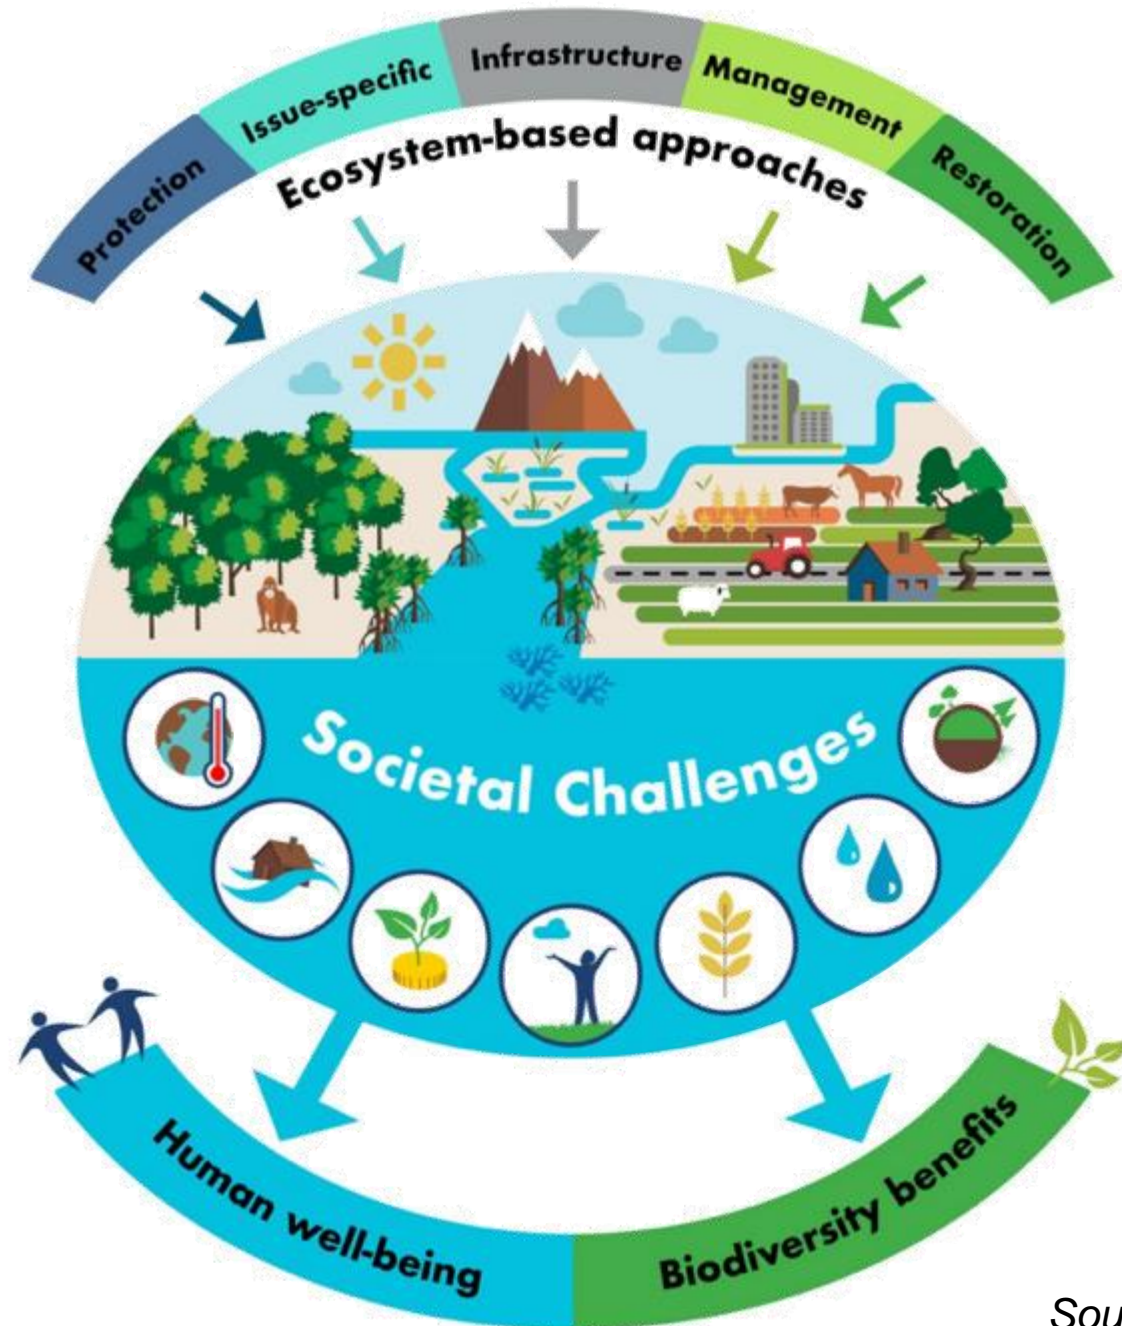 Protection
Issue-specific
Infrastructure
Management
Restoration
Ecosystem-based approaches
Societal Challenges
Human well-being
Biodiversity benefits